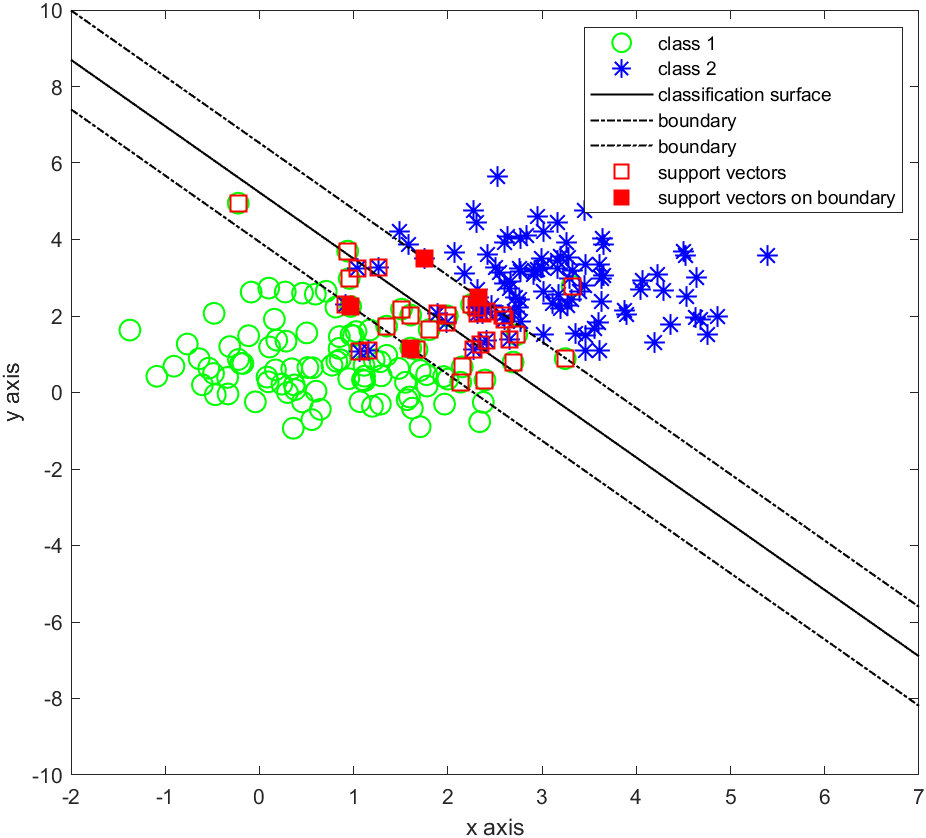 10
8
6
4
2
0
-2
-4
-6
-8
-10
y axis
class 1
class 2
classification surface
boundary
boundary
support vectors
support vectors on boundary
-2 -1 0 1 2 3 4 5 6 7
x axis